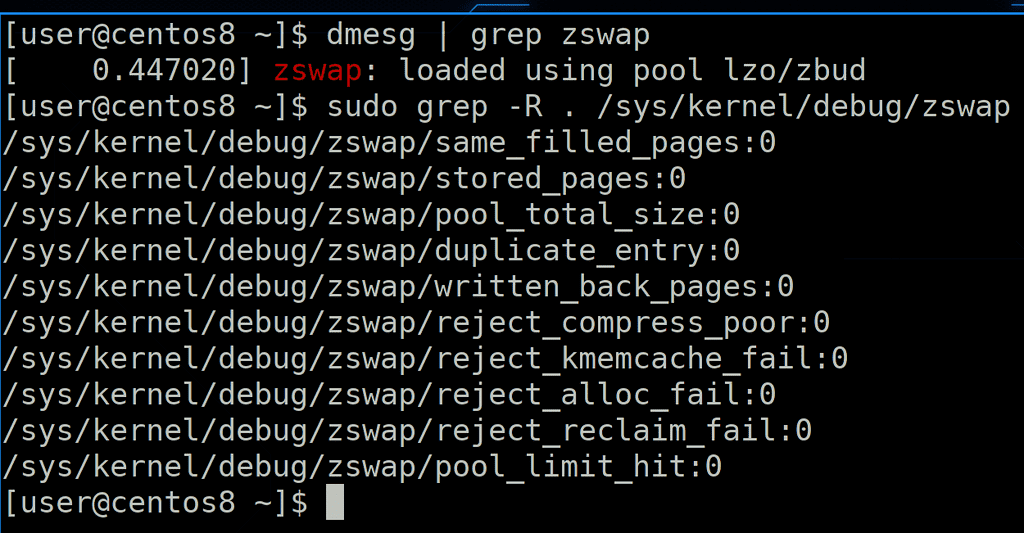 [user@centos8 ~]$ dmesg | grep zswap
[    0.447020] zswap: loaded using pool lzo/zbud
[user@centos8 ~]$ sudo grep -R . /sys/kernel/debug/zswap
/sys/kernel/debug/zswap/same_filled_pages:0
/sys/kernel/debug/zswap/stored_pages:0
/sys/kernel/debug/zswap/pool_total_size:0
/sys/kernel/debug/zswap/duplicate_entry:0
/sys/kernel/debug/zswap/written_back_pages:0
/sys/kernel/debug/zswap/reject_compress_poor:0
/sys/kernel/debug/zswap/reject_kmemcache_fail:0
/sys/kernel/debug/zswap/reject_alloc_fail:0
/sys/kernel/debug/zswap/reject_reclaim_fail:0
/sys/kernel/debug/zswap/pool_limit_hit:0
[user@centos8 ~]$